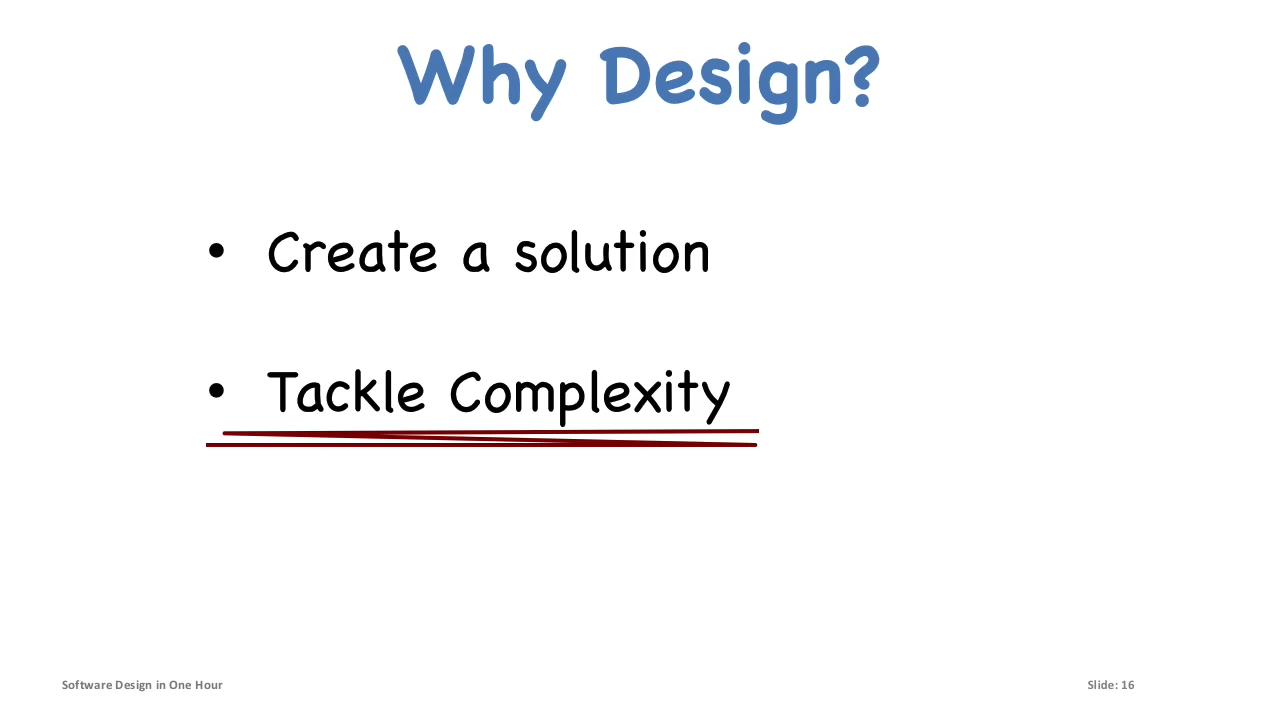 Why Design?
• Create a solution
• Tackle Complexity
Software Design in One Hour
Slide: 16